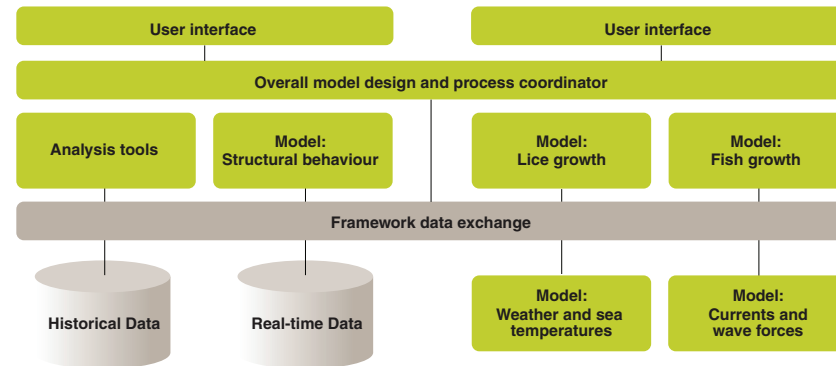 User interface
User interface
Overall model design and process coordinator
Analysis tools
Model:
Structural behaviour
Model:
Lice growth
Model:
Fish growth
Framework data exchange
Historical Data
Real-time Data
Model:
Weather and sea
temperatures
Model:
Currents and
wave forces